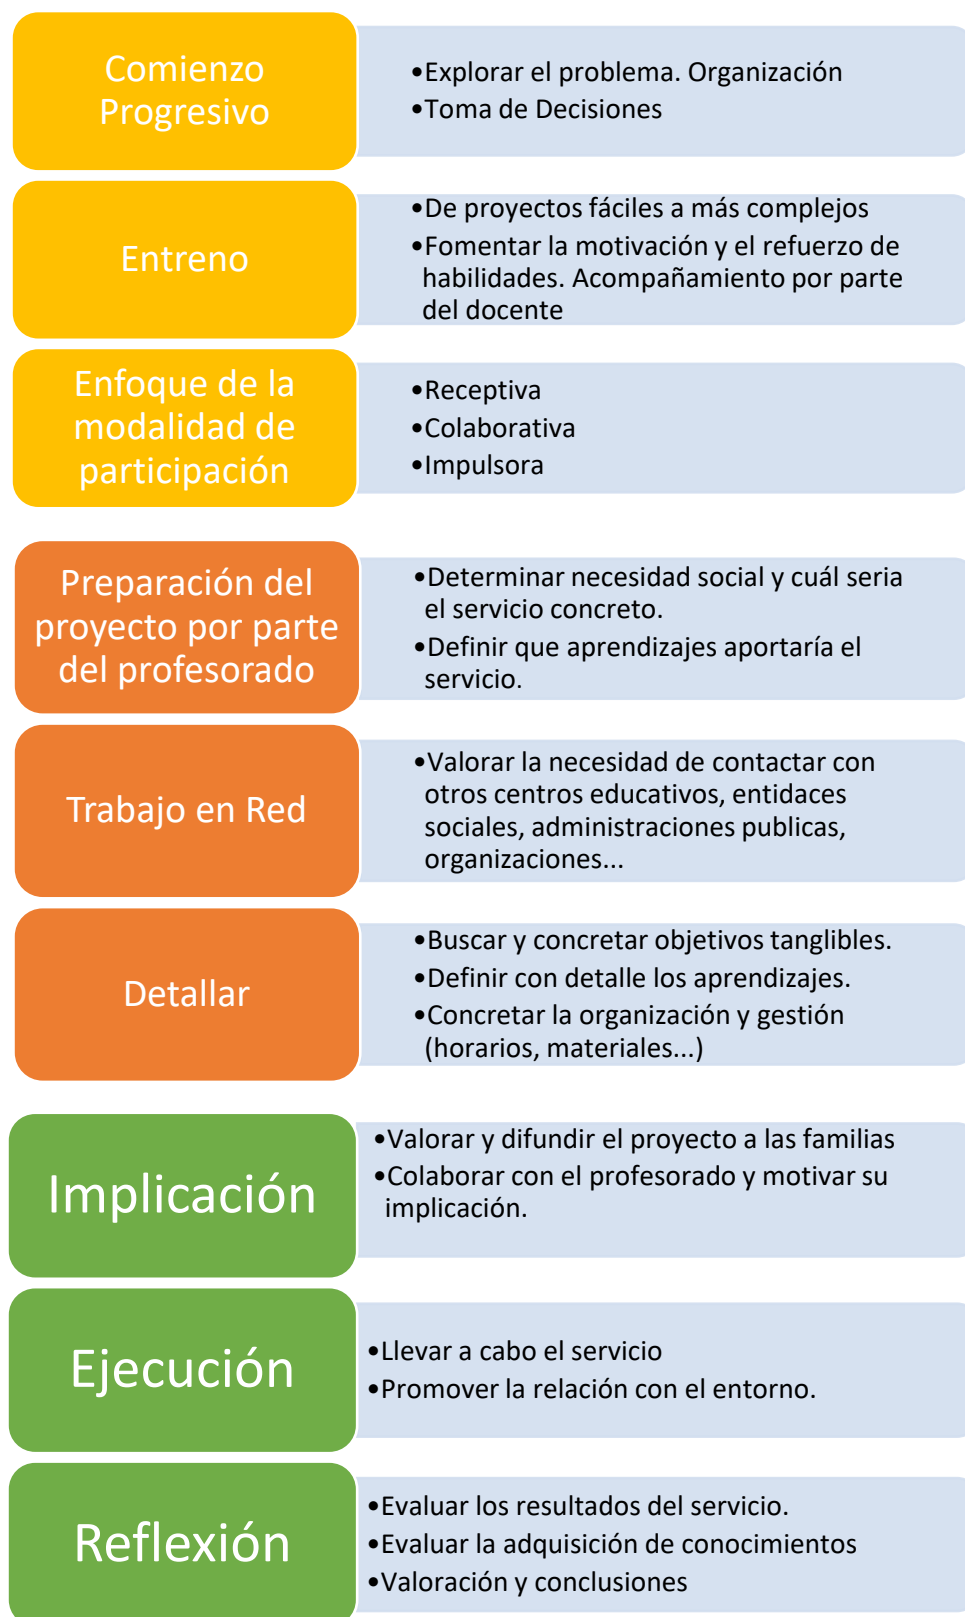 Comienzo
Progresivo
•Explorar el problema. Organización
•Toma de Decisiones
Entreno
•De proyectos fáciles a más complejos
•Fomentar la motivación y el refuerzo de
habilidades. Acompañamiento por parte
del docente
Enfoque de la
modalidad de
participación
•Receptiva
•Colaborativa
•Impulsora
Preparación del
proyecto por parte
del profesorado
•Determinar necesidad social y cuál seria
el servicio concreto.
•Definir que aprendizajes aportaría el
servicio.
Trabajo en Red
•Valorar la necesidad de contactar con
otros centros educativos, entidaces
sociales, administraciones publicas,
organizaciones...
Detallar
•Buscar y concretar objetivos tanglibles.
•Definir con detalle los aprendizajes.
•Concretar la organización y gestión
(horarios, materiales...)
Implicación
•Valorar y difundir el proyecto a las familias
•Colaborar con el profesorado y motivar su
implicación.
Ejecución
•Llevar a cabo el servicio
•Promover la relación con el entorno.
Reflexión
•Evaluar los resultados del servicio.
•Evaluar la adquisición de conocimientos
•Valoración y conclusiones